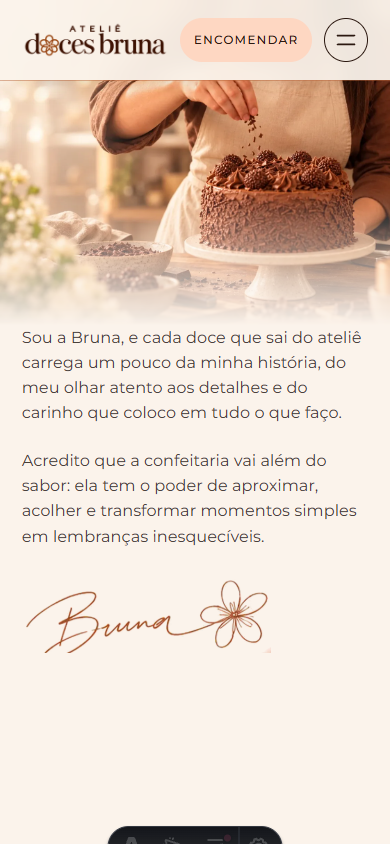 ATELIÊ
doces bruna
ENCOMENDAR
Sou a Bruna, e cada doce que sai do ateliê
carrega um pouco da minha história, do
meu olhar atento aos detalhes e do
carinho que coloco em tudo o que faço.
Acredito que a confeitaria vai além do
sabor: ela tem o poder de aproximar,
acolher e transformar momentos simples
em lembranças inesquecíveis.
Bruna